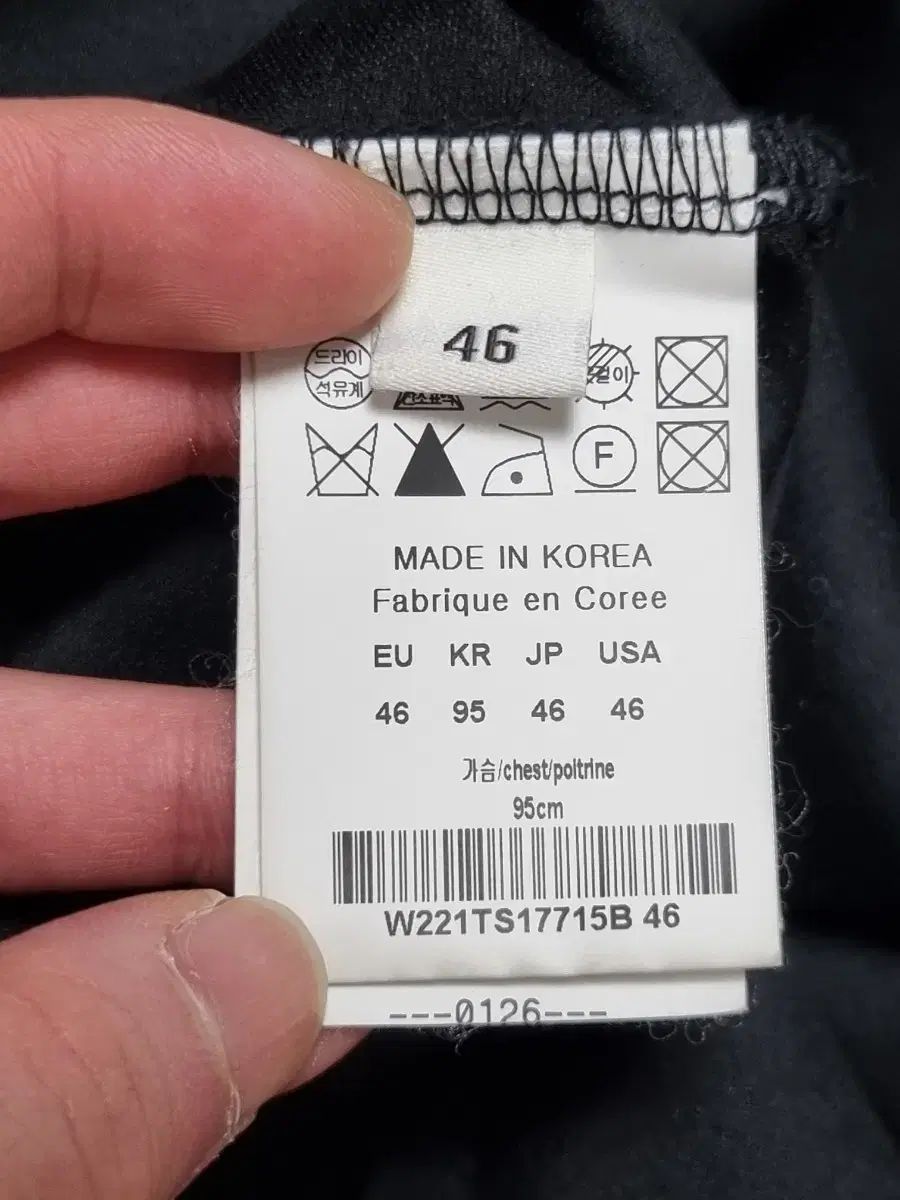 46
드라이
석유계
F
MADE IN KOREA
Fabrique en Coree
EU KR JP USA
46 95 46 46
가슴/chest/poltrine
95cm
W221TS17715B 46
---0126---